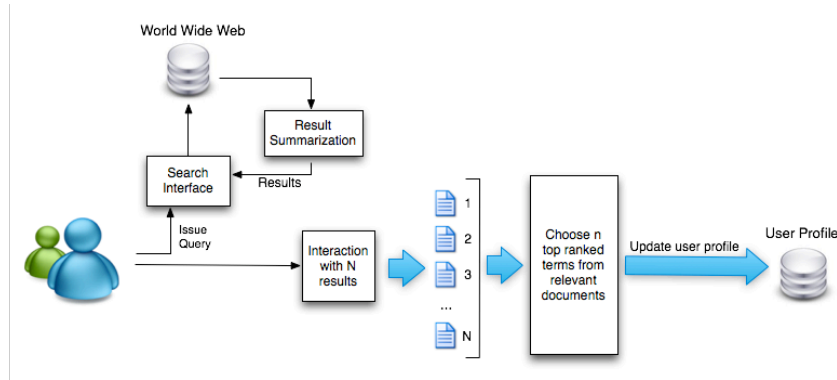 World Wide Web
Result
Summarization
Search
Interface
Results
Issue
Query
Interaction
with N
results
1
2
3
...
N
Choose n
top ranked
terms from
relevant
documents
Update user profile
User Profile